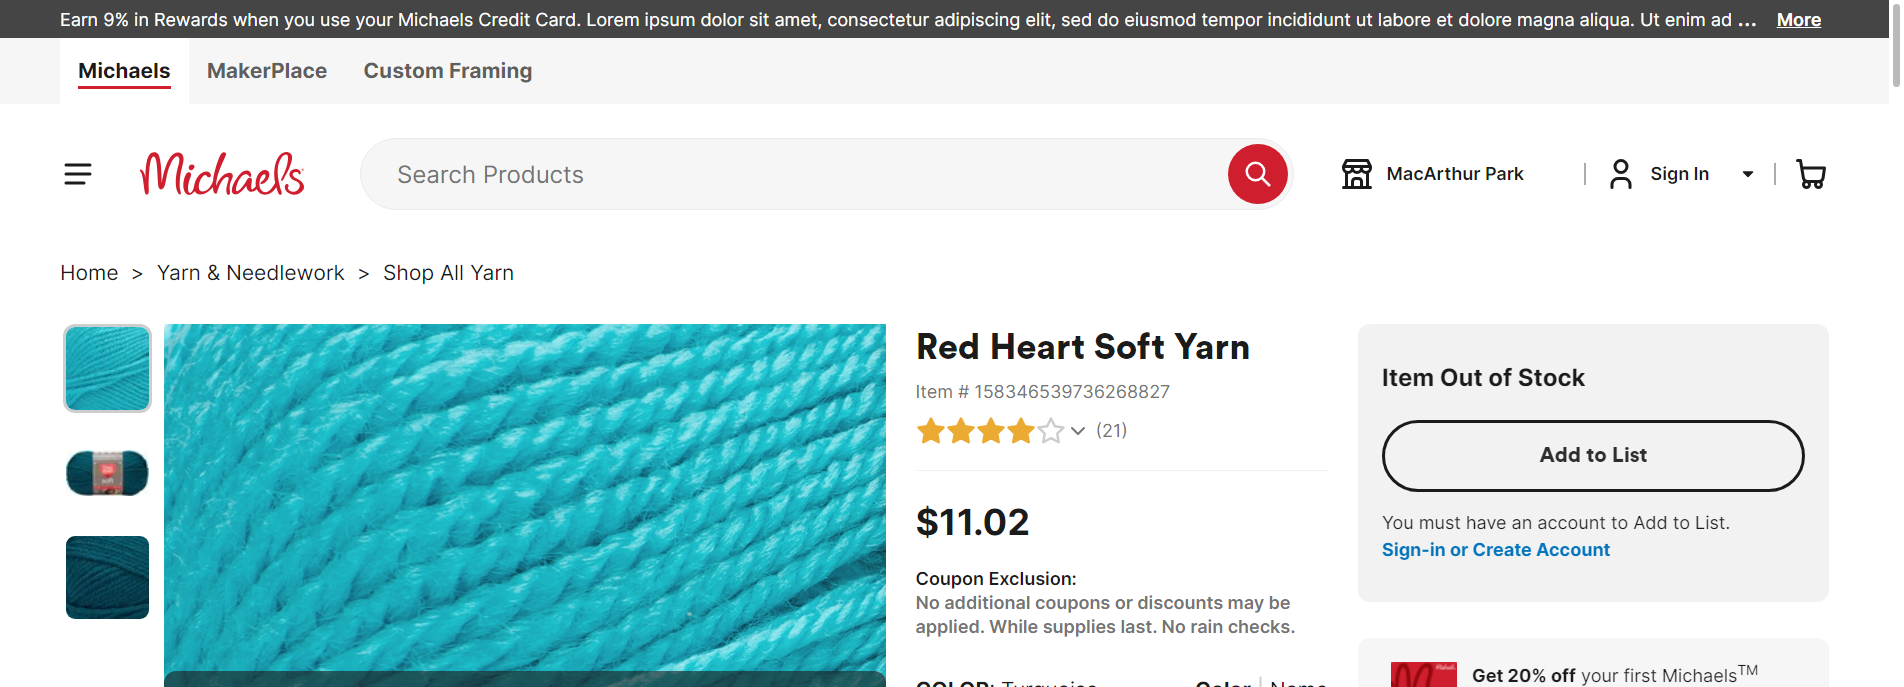 Earn 9% in Rewards when you use your Michaels Credit Card. Lorem ipsum dolor sit amet, consectetur adipiscing elit, sed do eiusmod tempor incididunt ut labore et dolore magna aliqua. Ut enim ad ... More
Michaels MakerPlace Custom Framing
Michaels Search Products MacArthur Park Sign In
Home > Yarn & Needlework > Shop All Yarn
Red Heart Soft Yarn
Item # 158346539736268827
(21)
$11.02
Coupon Exclusion:
No additional coupons or discounts may be
applied. While supplies last. No rain checks.
COLOR: Turquoise Color | Name
Item Out of Stock
Add to List
You must have an account to Add to List.
Sign-in or Create Account
Get 20% off your first Michaels™